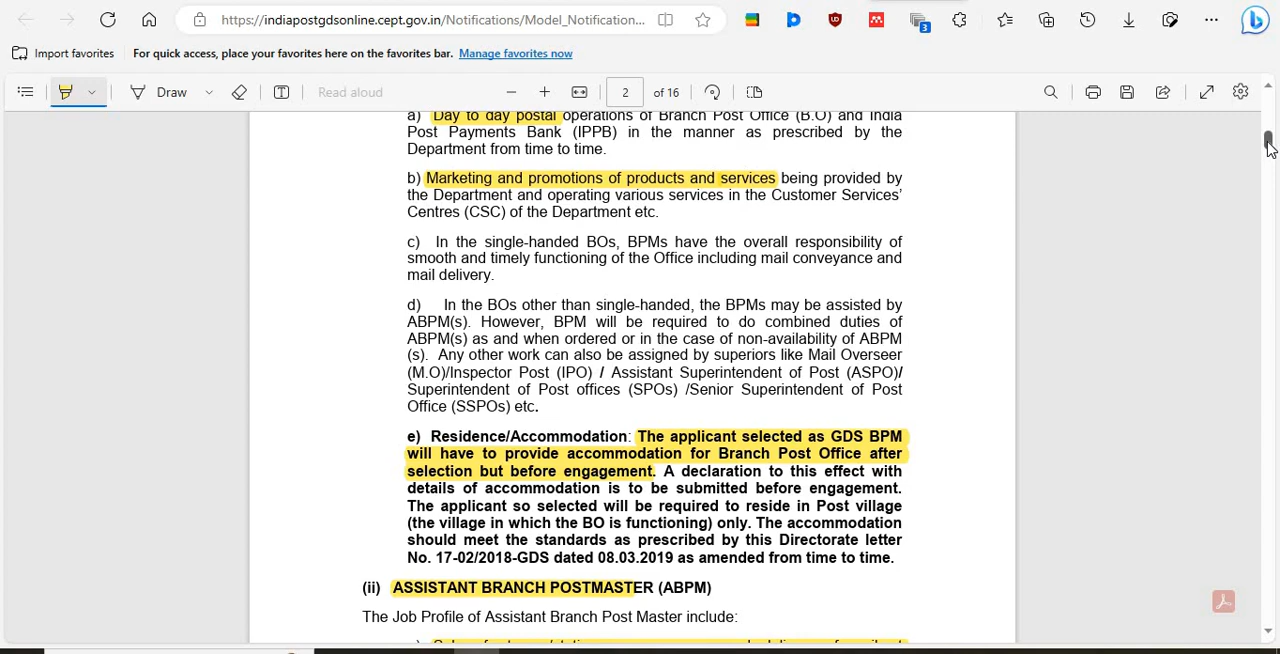 https://indiapostgdsonline.cept.gov.in/Notifications/Model_Notification...
3
Import favorites
For quick access, place your favorites here on the favorites bar. Manage favorites now
Draw
Read aloud
2 of 16
a) Day to day postal operations of Branch Post Office (B.O) and India
Post Payments Bank (IPPB) in the manner as prescribed by the
Department from time to time.
b) Marketing and promotions of products and services being provided by
the Department and operating various services in the Customer Services’
Centres (CSC) of the Department etc.
c) In the single-handed BOs, BPMs have the overall responsibility of
smooth and timely functioning of the Office including mail conveyance and
mail delivery.
d) In the BOs other than single-handed, the BPMs may be assisted by
ABPM(s). However, BPM will be required to do combined duties of
ABPM(s) as and when ordered or in the case of non-availability of ABPM
(s). Any other work can also be assigned by superiors like Mail Overseer
(M.O)/Inspector Post (IPO) / Assistant Superintendent of Post (ASPO)/
Superintendent of Post offices (SPOs) /Senior Superintendent of Post
Office (SSPOs) etc.
e) Residence/Accommodation: The applicant selected as GDS BPM
will have to provide accommodation for Branch Post Office after
selection but before engagement. A declaration to this effect with
details of accommodation is to be submitted before engagement.
The applicant so selected will be required to reside in Post village
(the village in which the BO is functioning) only. The accommodation
should meet the standards as prescribed by this Directorate letter
No. 17-02/2018-GDS dated 08.03.2019 as amended from time to time.
(ii) ASSISTANT BRANCH POSTMASTER (ABPM)
The Job Profile of Assistant Branch Post Master include: